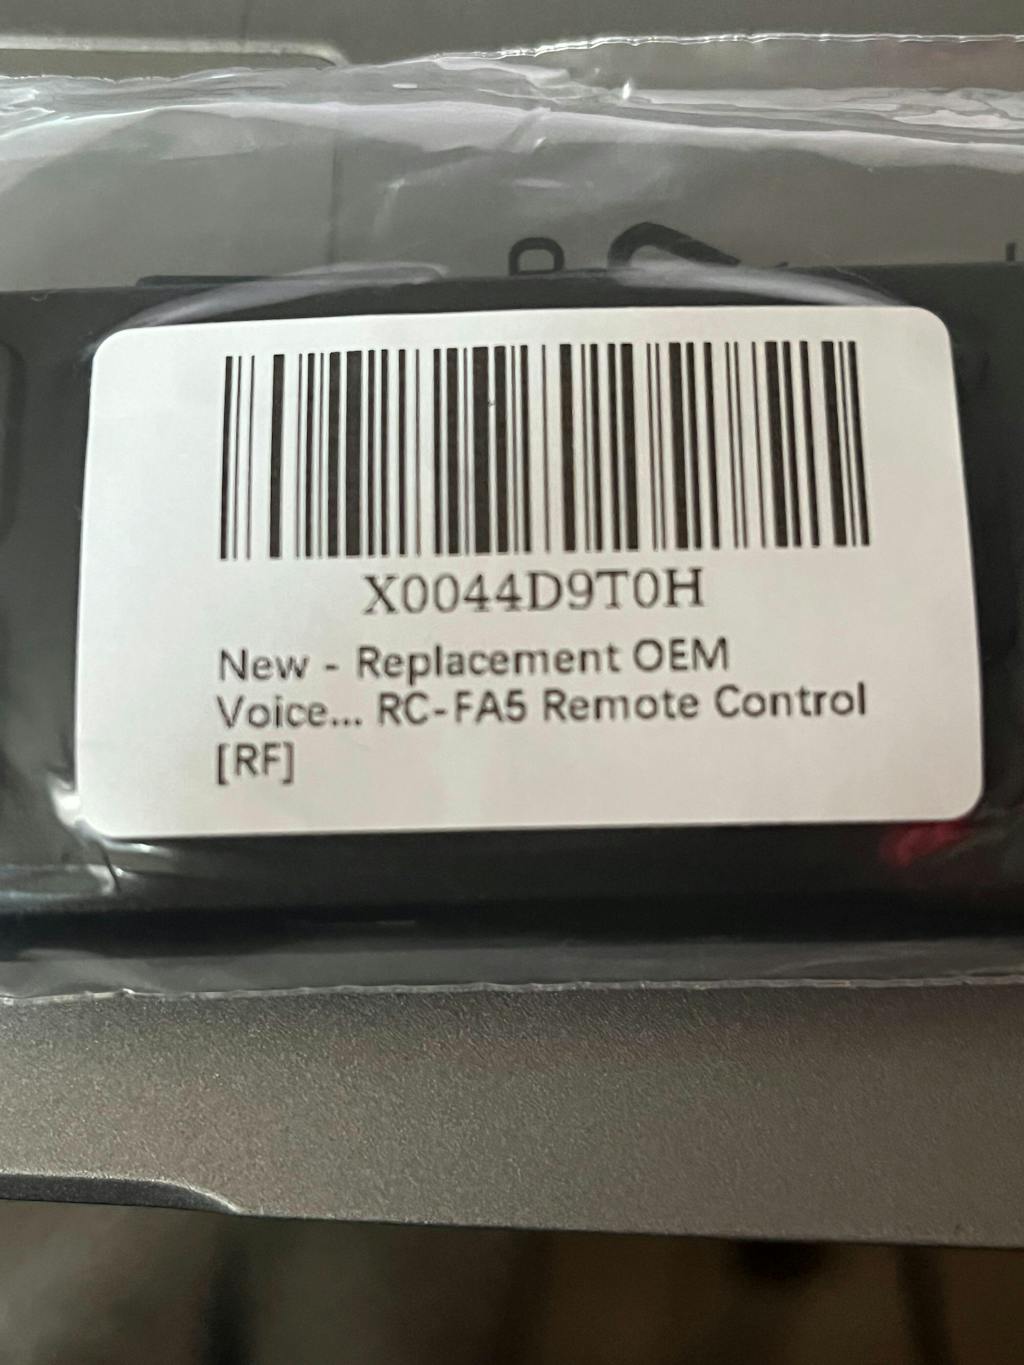 X0044D9T0H
New - Replacement OEM
Voice... RC-FA5 Remote Control
[RF]